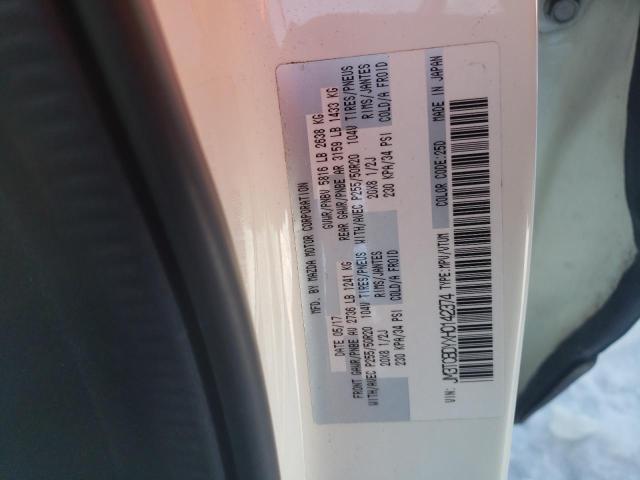 MFD. BY MAZDA MOTOR CORPORATION
DATE 05/17 GVWR/PNBV 5816 LB 2638 KG
FRONT GAWR/PNBE AV 2736 LB 1241 KG REAR GAWR/PNBE AR 3159 LB 1433 KG
WITH/AVEC P255/50R20 104V TIRES/PNEUS WITH/AVEC P255/50R20 104V TIRES/PNEUS
20X8 1/2J RIMS/JANTES 20X8 1/2J RIMS/JANTES
230 KPA/34 PSI COLD/A FROID 230 KPA/34 PSI COLD/A FROID
VIN: JM3TCBDYXH0142374 TYPE:MPV/VTUM COLOR CODE:25D MADE IN JAPAN